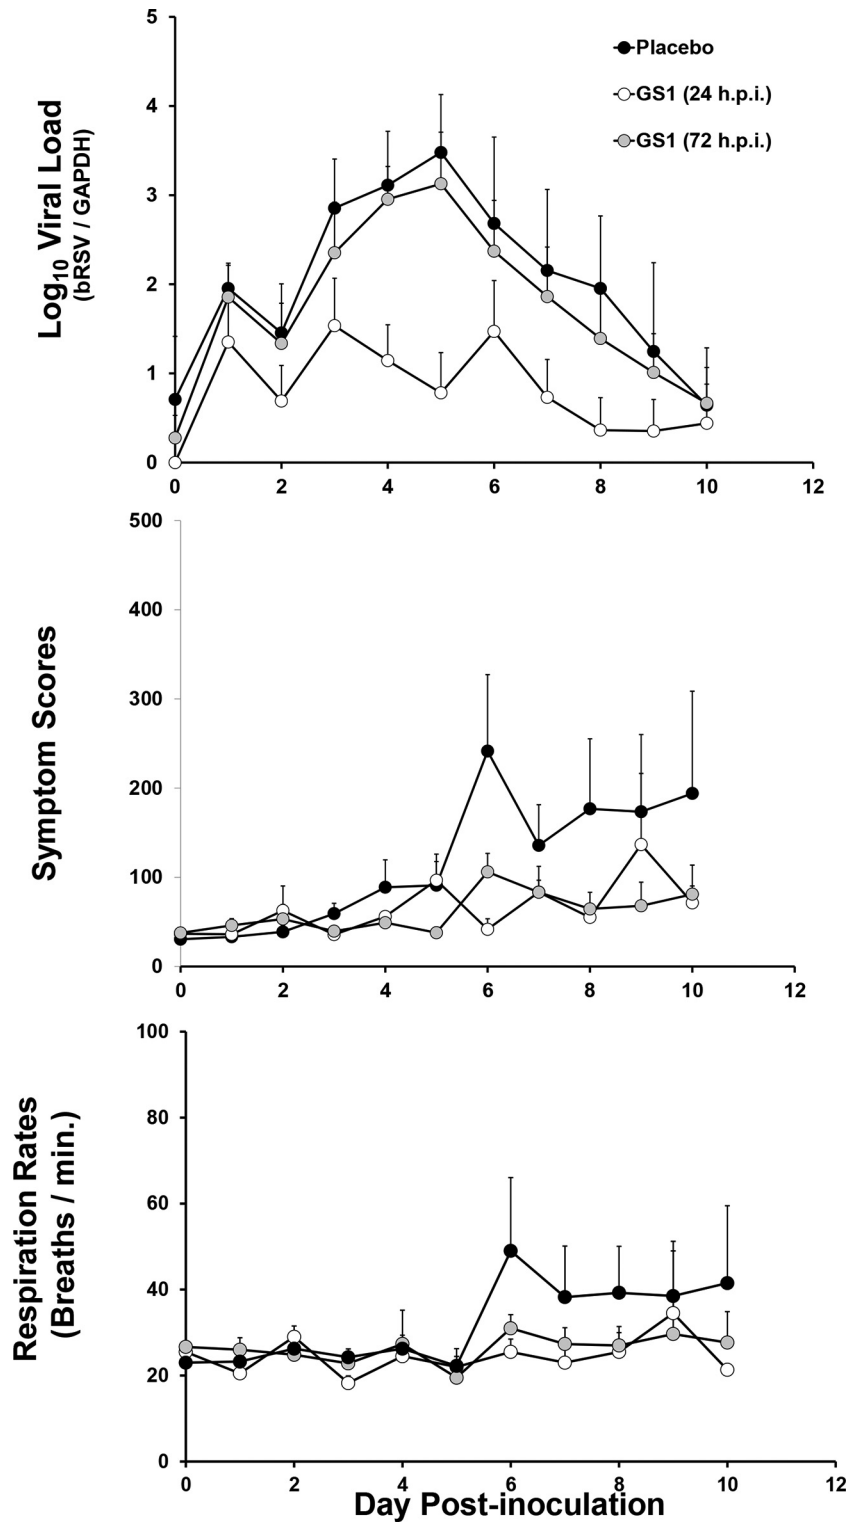 5
Placebo
GS1 (24 h.p.i.)
4
GS1 (72 h.p.i.)
3
Log10 Viral Load
(bRSV / GAPDH)
2
1
0
0 2 4 6 8 10 12
500
400
300
Symptom Scores
200
100
0
0 2 4 6 8 10 12
100
80
60
Respiration Rates
(Breaths / min.)
40
20
0
0 2 4 6 8 10 12
Day Post-inoculation